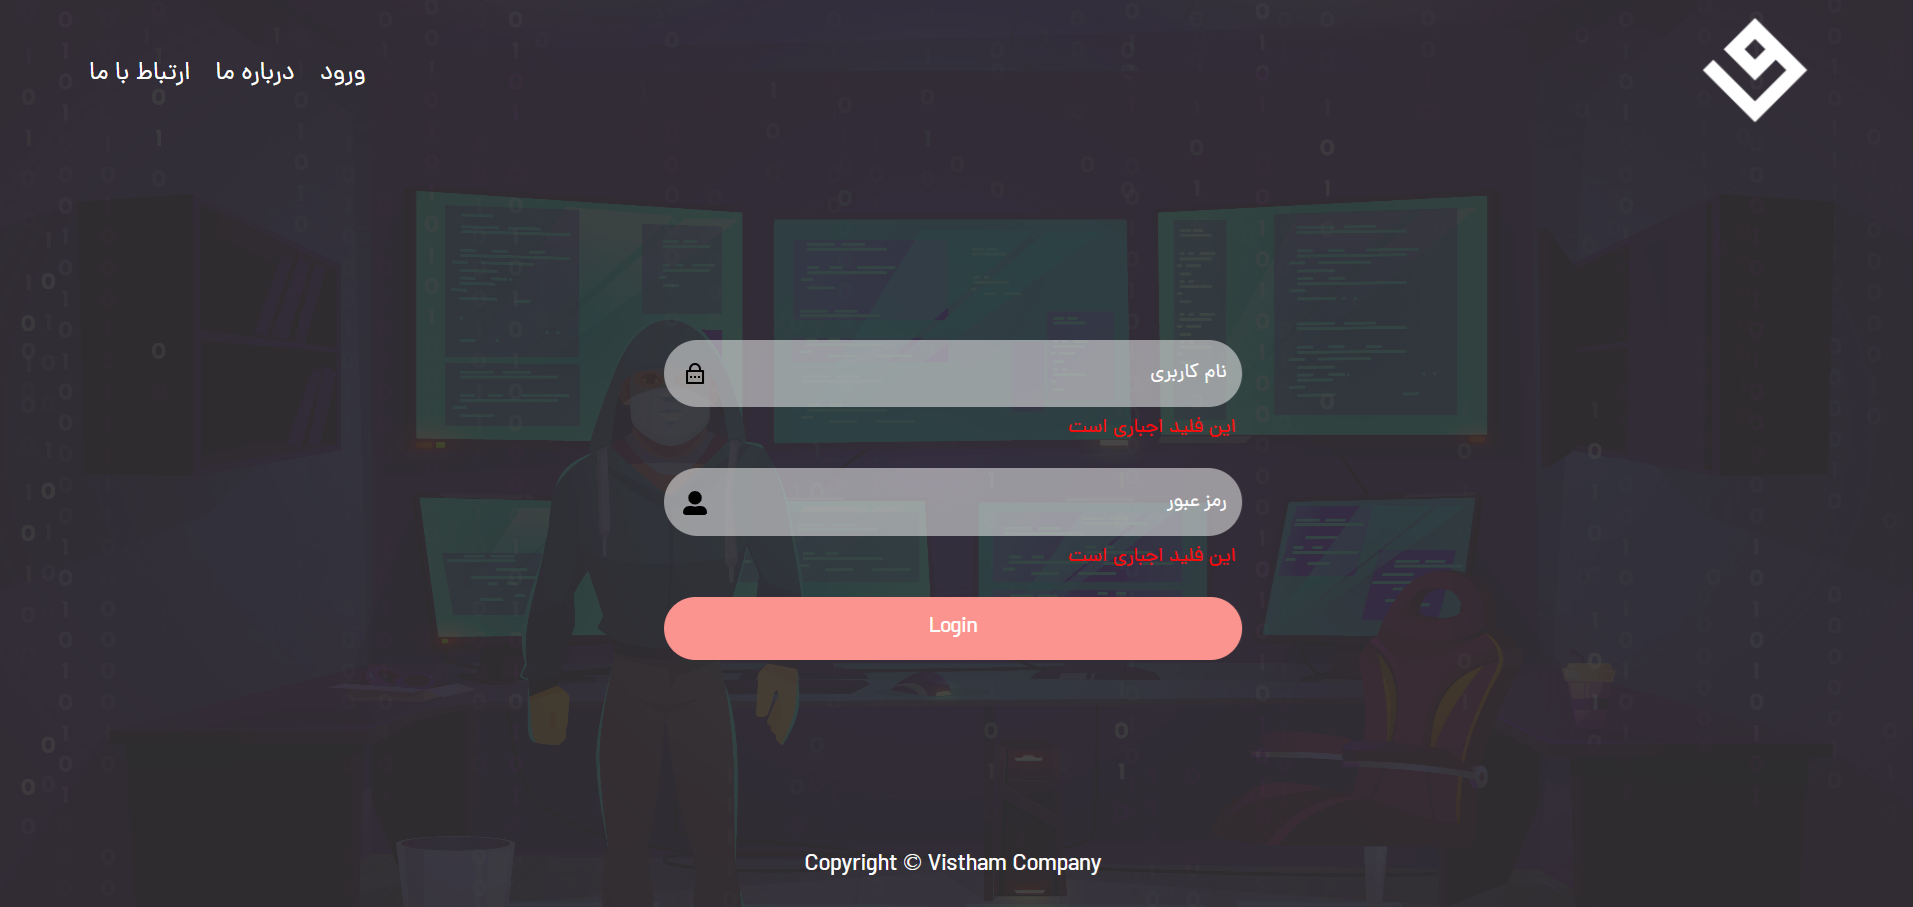 ورود درباره ما ارتباط با ما
نام کاربری
این فلید اجباری است
رمز عبور
این فلید اجباری است
Login
Copyright © Vistham Company